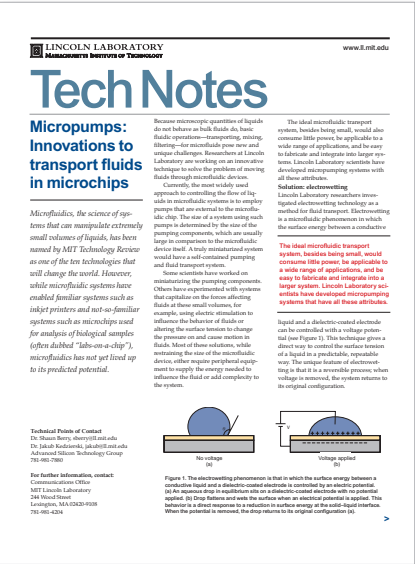 LINCOLN LABORATORY
MASSACHUSETTS INSTITUTE OF TECHNOLOGY
www.ll.mit.edu
Tech Notes
Micropumps:
Innovations to
transport fluids
in microchips
Microfluidics, the science of sys-
tems that can manipulate extremely
small volumes of liquids, has been
named by MIT Technology Review
as one of the ten technologies that
will change the world. However,
while microfluidic systems have
enabled familiar systems such as
inkjet printers and not-so-familiar
systems such as microchips used
for analysis of biological samples
(often dubbed "labs-on-a-chip"),
microfluidics has not yet lived up
to its predicted potential.
Technical Points of Contact
Dr. Shaun Berry, sberry@ll.mit.edu
Dr. Jakub Kedzierski, jakub@ll.mit.edu
Advanced Silicon Technology Group
781-981-7880
For further information, contact:
Communications Office
MIT Lincoln Laboratory
244 Wood Street
Lexington, MA 02420-9108
781-981-4204
Because microscopic quantities of liquids
do not behave as bulk fluids do, basic
fluidic operations—transporting, mixing,
filtering—for microfluids pose new and
unique challenges. Researchers at Lincoln
Laboratory are working on an innovative
technique to solve the problem of moving
fluids through microfluidic devices.
Currently, the most widely used
approach to controlling the flow of liq-
uids in microfluidic systems is to employ
pumps that are external to the microflu-
idic chip. The size of a system using such
pumps is determined by the size of the
pumping components, which are usually
large in comparison to the microfluidic
device itself. A truly miniaturized system
would have a self-contained pumping
and fluid transport system.
Some scientists have worked on
miniaturizing the pumping components.
Others have experimented with systems
that capitalize on the forces affecting
fluids at these small volumes, for
example, using electric stimulation to
influence the behavior of fluids or
altering the surface tension to change
the pressure on and cause motion in
fluids. Most of these solutions, while
restraining the size of the microfluidic
device, either require peripheral equip-
ment to supply the energy needed to
influence the fluid or add complexity to
the system.
The ideal microfluidic transport
system, besides being small, would also
consume little power, be applicable to a
wide range of applications, and be easy
to fabricate and integrate into larger sys-
tems. Lincoln Laboratory scientists have
developed micropumping systems with
all these attributes.
Solution: electrowetting
Lincoln Laboratory researchers inves-
tigated electrowetting technology as a
method for fluid transport. Electrowetting
is a microfluidic phenomenon in which
the surface energy between a conductive
The ideal microfluidic transport
system, besides being small, would
consume little power, be applicable to
a wide range of applications, and be
easy to fabricate and integrate into a
larger system. Lincoln Laboratory sci-
entists have developed micropumping
systems that have all these attributes.
liquid and a dielectric-coated electrode
can be controlled with a voltage poten-
tial (see Figure 1). This technique gives a
direct way to control the surface tension
of a liquid in a predictable, repeatable
way. The unique feature of electrowet-
ting is that it is a reversible process; when
voltage is removed, the system returns to
its original configuration.
No voltage
(a)
V
Voltage applied
(b)
Figure 1. The electrowetting phenomenon is that in which the surface energy between a
conductive liquid and a dielectric-coated electrode is controlled by an electric potential.
(a) An aqueous drop in equilibrium sits on a dielectric-coated electrode with no potential
applied. (b) Drop flattens and wets the surface when an electrical potential is applied. This
behavior is a direct response to a reduction in surface energy at the solid–liquid interface.
When the potential is removed, the drop returns to its original configuration (a).
>